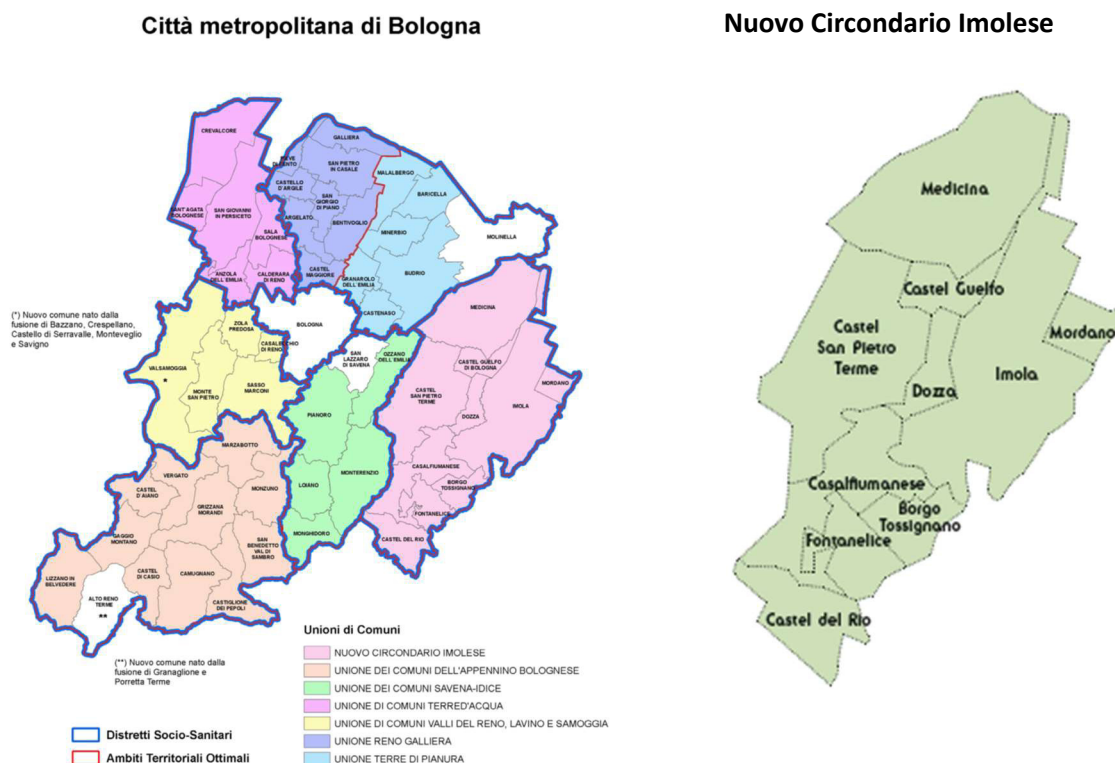 Città metropolitana di Bologna
Nuovo Circondario Imolese
CREVALCORE
GALLIERA
PIEVE
DI CENTO
SAN PIETRO
IN CASALE
MALALBERGO
CASTELLO
D'ARGILE
BARICELLA
SANT'AGATA
BOLOGNESE
SAN GIOVANNI
IN PERSICETO
SAN
GIORGIO
DI PIANO
ARGELATO
BENTIVOGLIO
MINERBIO
MOLINELLA
SALA
BOLOGNESE
ANZOLA
DELL'EMILIA
CALDERARA
DI RENO
CASTEL
MAGGIORE
GRANAROLO
DELL'EMILIA
BUDRIO
CASTENASO
MEDICINA
(*) Nuovo comune nato dalla
fusione di Bazzano, Crespellano,
Castello di Serravalle, Monteveglio
e Savigno
ZOLA
PREDOSA
BOLOGNA
CASALECCHIO
DI RENO
SAN
LAZZARO
DI SAVENA
OZZANO
DELL'EMILIA
CASTEL GUELFO
DI BOLOGNA
VALSAMOGGIA
*
MONTE
SAN PIETRO
SASSO
MARCONI
CASTEL
SAN PIETRO
TERME
MORDANO
IMOLA
DOZZA
PIANORO
MARZABOTTO
VERGATO
CASTEL
D'AIANO
MONZUNO
LOIANO
MONTERENZIO
CASALFIUMANESE
BORGO
TOSSIGNANO
FONTANELICE
GRIZZANA
MORANDI
GAGGIO
MONTANO
SAN
BENEDETTO
VAL DI
SAMBRO
MONGHIDORO
CASTEL DEL RIO
LIZZANO IN
BELVEDERE
CASTEL
DI CASIO
CAMUGNANO
ALTO RENO
TERME
**
CASTIGLIONE
DEI PEPOLI
(**) Nuovo comune nato dalla
fusione di Granaglione e
Porretta Terme
Distretti Socio-Sanitari
Ambiti Territoriali Ottimali
Unioni di Comuni
NUOVO CIRCONDARIO IMOLESE
UNIONE DEI COMUNI DELL'APPENNINO BOLOGNESE
UNIONE DEI COMUNI SAVENA-IDICE
UNIONE DI COMUNI TERRED'ACQUA
UNIONE DI COMUNI VALLI DEL RENO, LAVINO E SAMOGGIA
UNIONE RENO GALLIERA
UNIONE TERRE DI PIANURA
Medicina
Castel Guelfo
Castel
San Pietro
Terme
Mordano
Imola
Dozza
Casalfiumanese
Borgo
Tossignano
Fontanelice
Castel del Rio